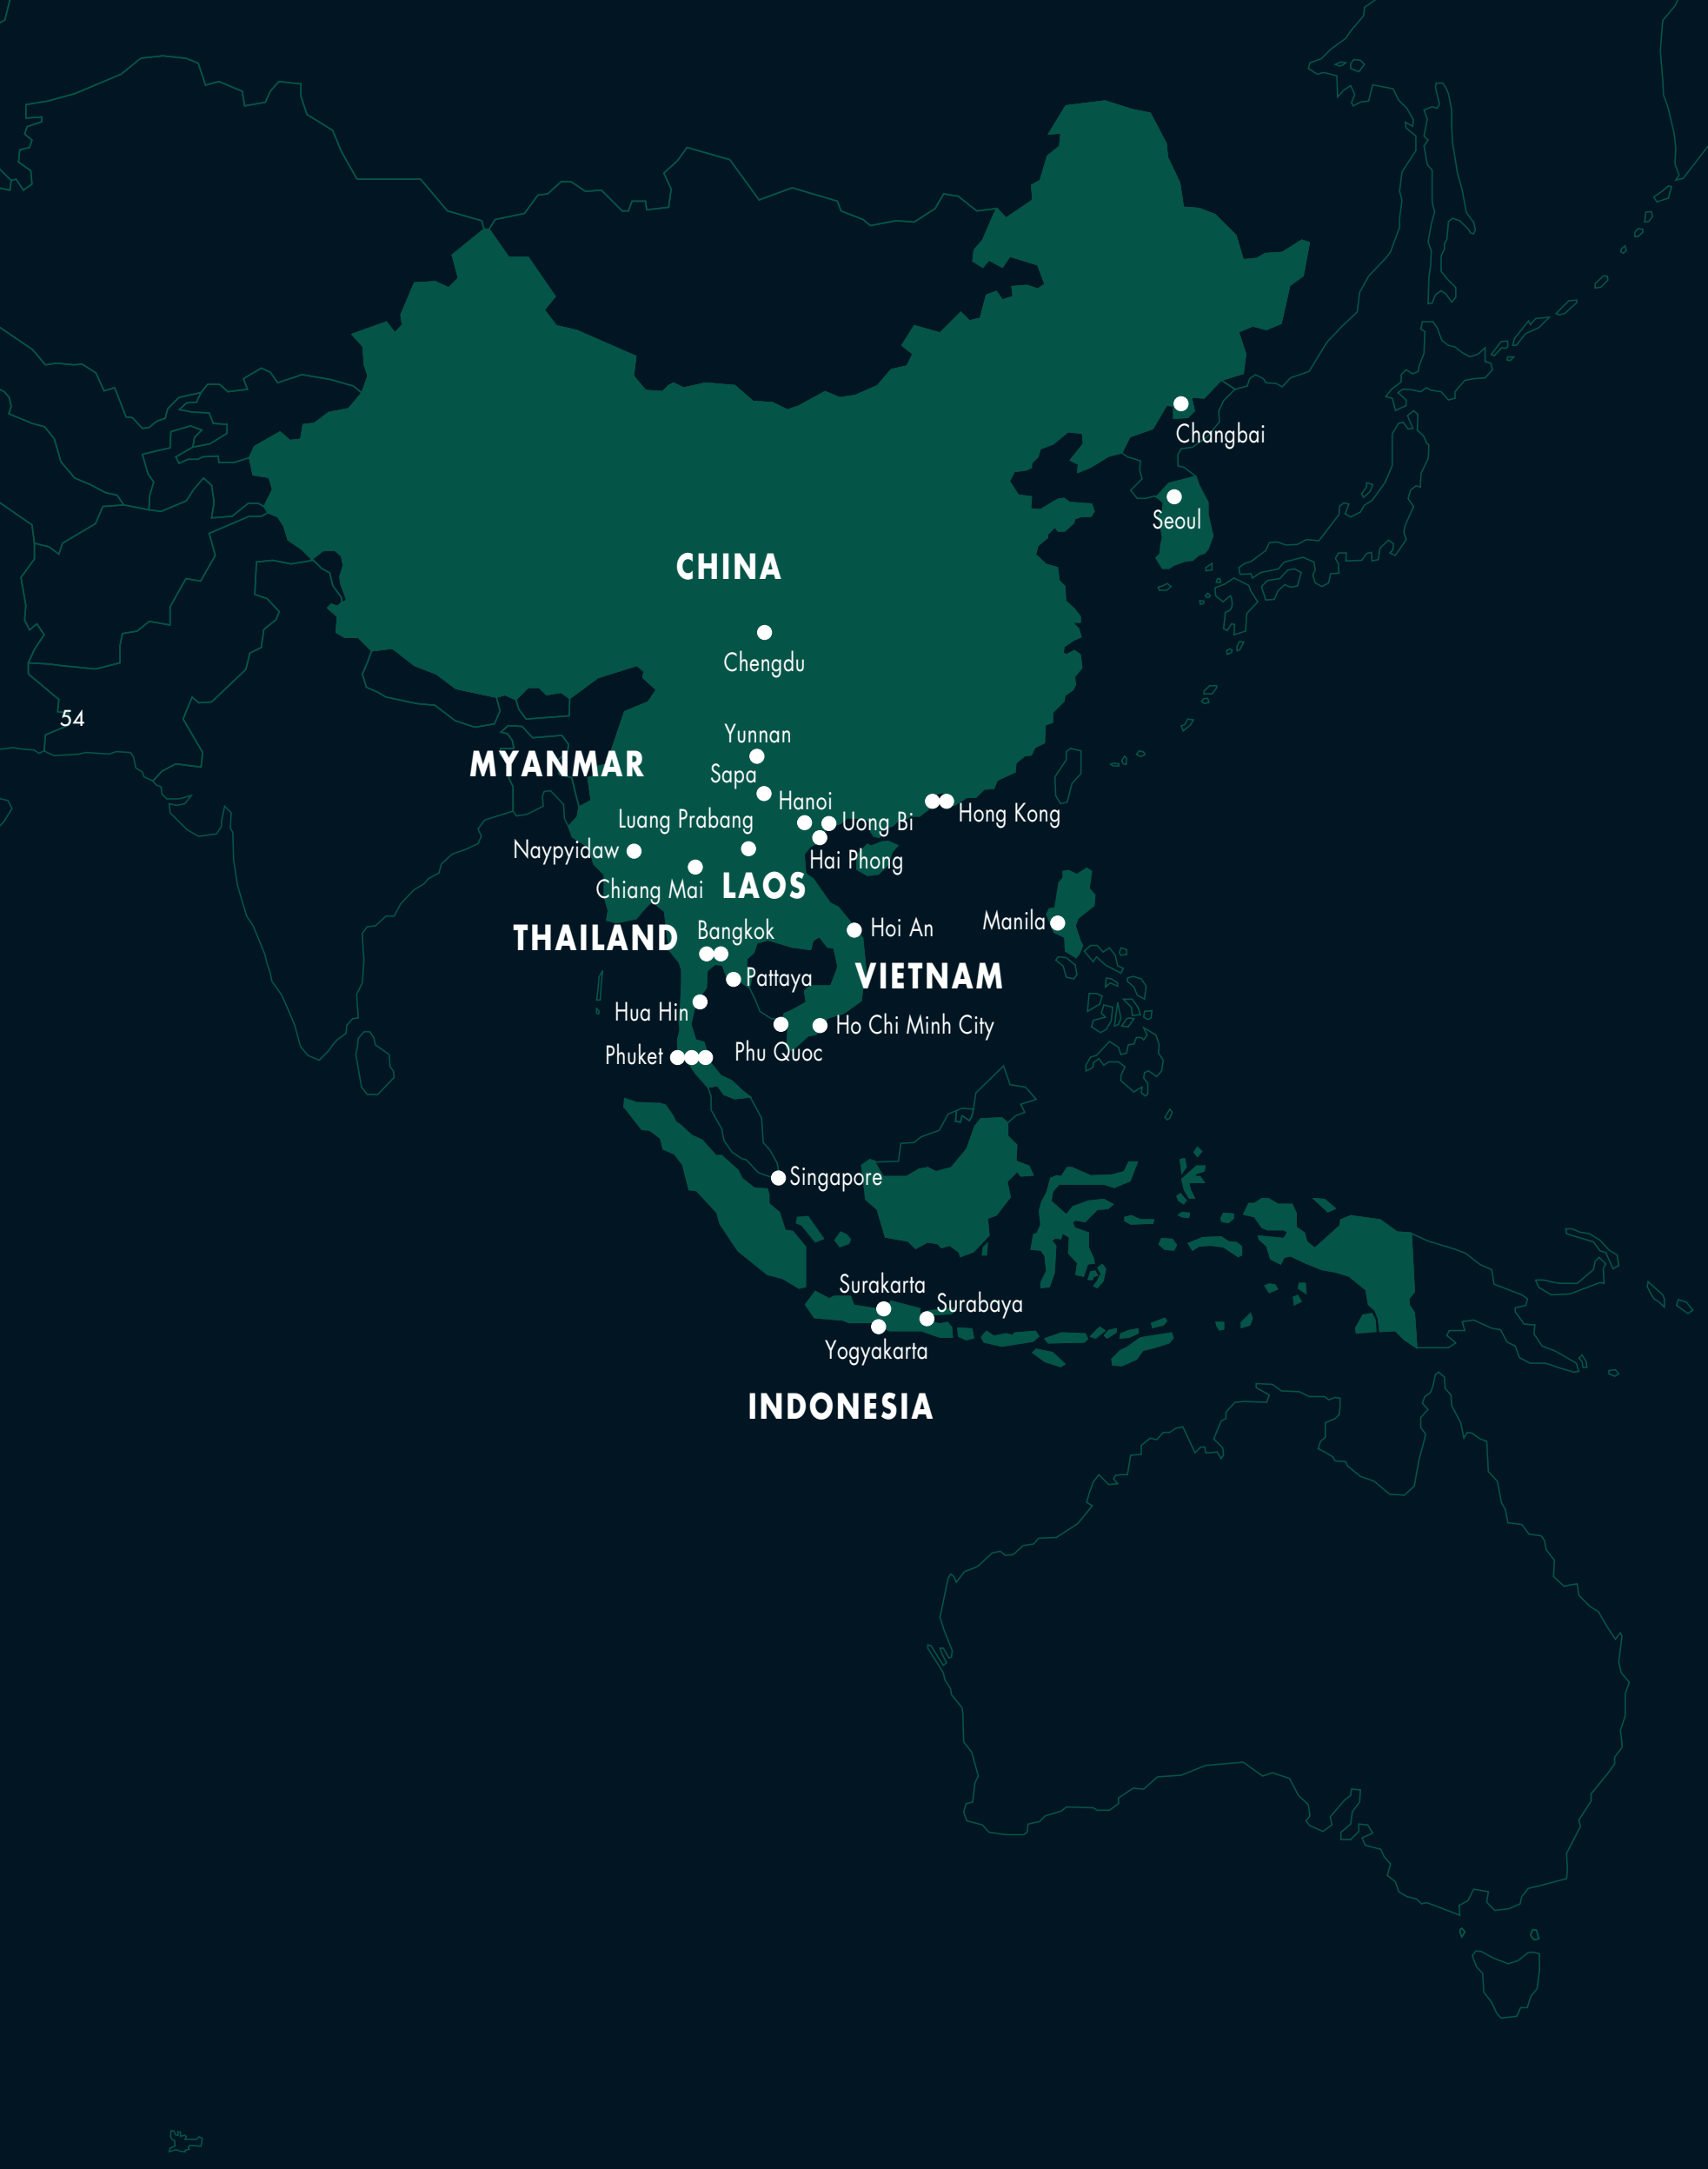 Changbai
Seoul
CHINA
Chengdu
54
Yunnan
MYANMAR
Sapa
Hanoi
Hong Kong
Luang Prabang
Uong Bi
Naypyidaw
Hai Phong
Chiang Mai
LAOS
Manila
Hoi An
Bangkok
THAILAND
VIETNAM
Pattaya
Hua Hin
Ho Chi Minh City
Phu Quoc
Phuket
Singapore
Surakarta
Surabaya
Yogyakarta
INDONESIA